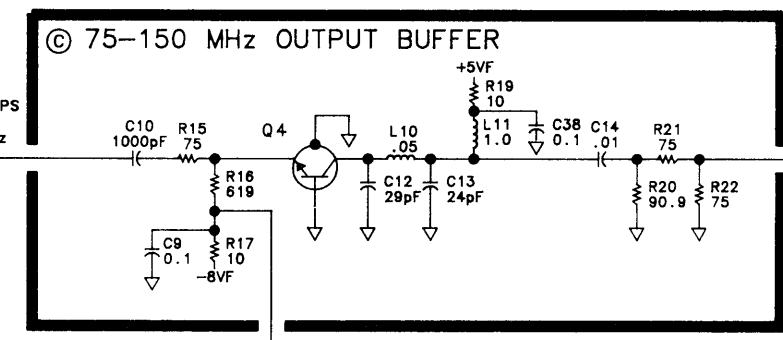 © 75-150 MHz OUTPUT BUFFER
+5VF
R19
10
PS
z
C10
1000pF
R15
75
Q4
L10
.05
L11
1.0
C38
0.1
C14
.01
R21
75
R16
619
C12
29pF
C13
24pF
R20
90.9
R22
75
C9
0.1
R17
10
-8VF